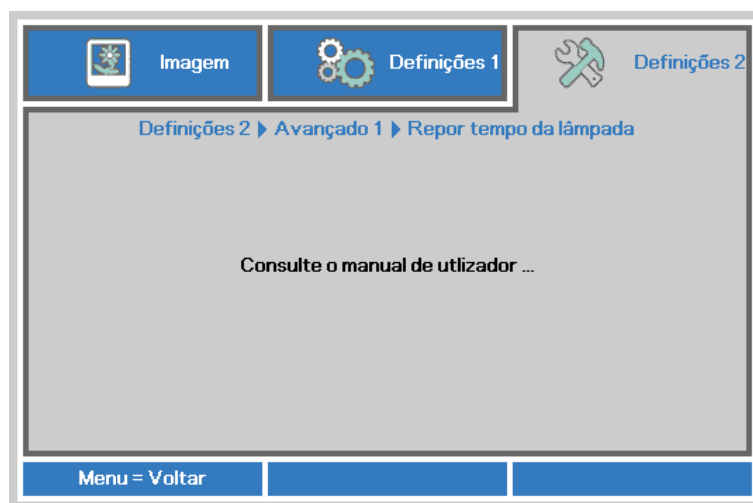 Imagem
Definições 1
Definições 2
Definições 2 ▶ Avançado 1 ▶ Repor tempo da lâmpada
Consulte o manual de utlizador ...
Menu = Voltar